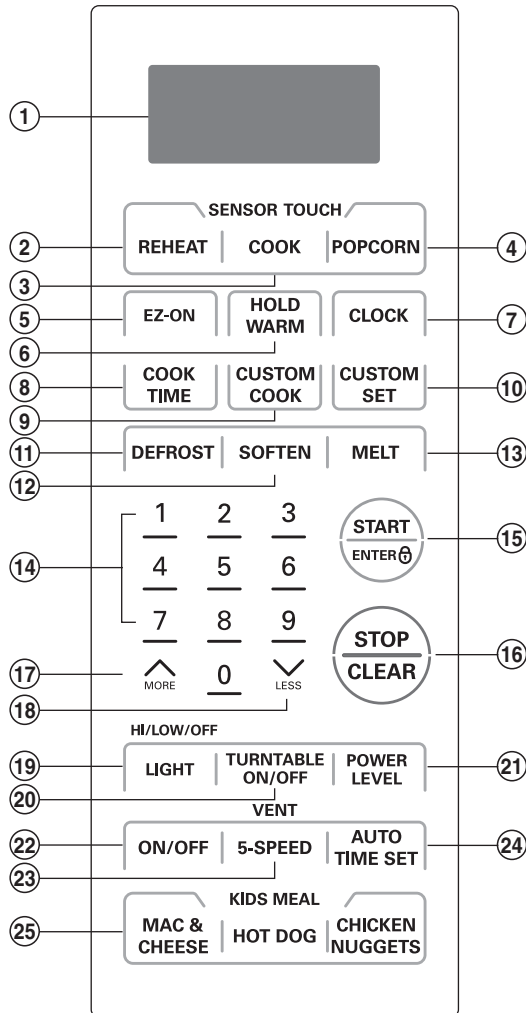 1
SENSOR TOUCH
2 REHEAT COOK POPCORN 4
3
5 EZ-ON HOLD WARM CLOCK 7
6
8 COOK TIME CUSTOM COOK CUSTOM SET 10
9
11 DEFROST SOFTEN MELT 13
12
1 2 3
START
ENTER
15
14 4 5 6
7 8 9
STOP
CLEAR
16
17 MORE 0 LESS
18
HI/LOW/OFF
19 LIGHT TURNTABLE ON/OFF POWER LEVEL 21
20
VENT
22 ON/OFF 5-SPEED AUTO TIME SET 24
23
KIDS MEAL
25 MAC & CHEESE HOT DOG CHICKEN NUGGETS